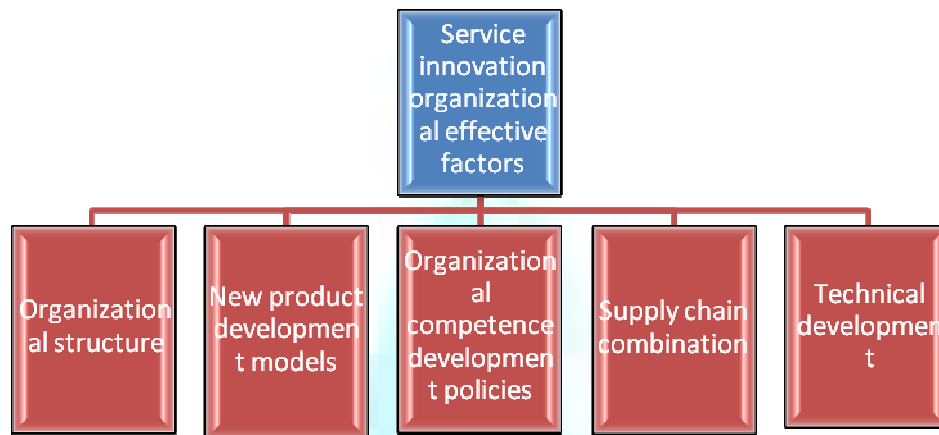 Service
innovation
organization
al effective
factors
Organization
al structure
New product
developmen
t models
Organization
al
competence
developmen
t policies
Supply chain
combination
Technical
developmen
t